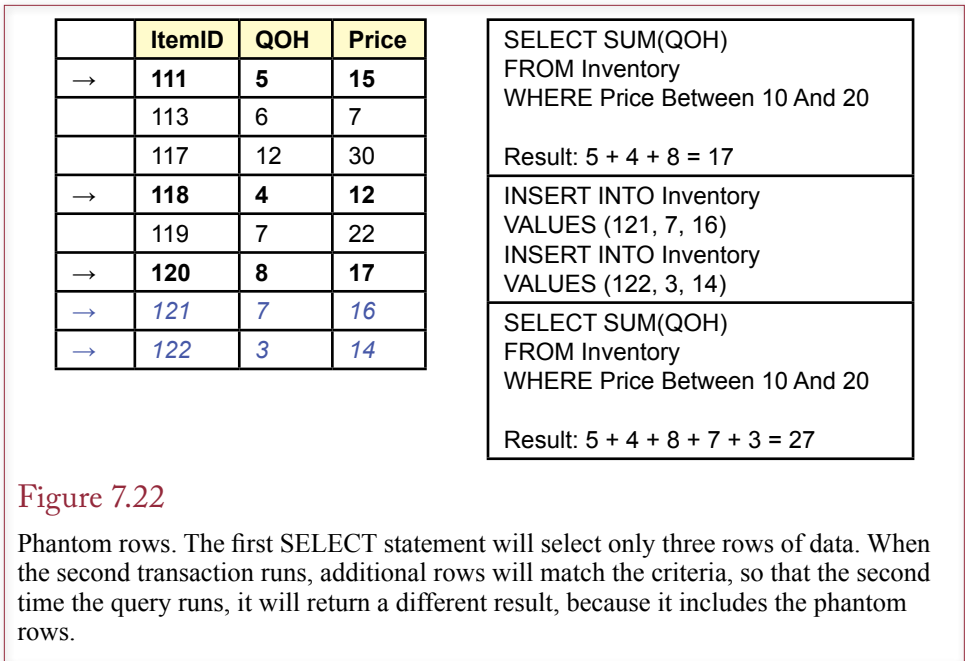 ItemID QOH Price
→ 111 5 15
113 6 7
117 12 30
→ 118 4 12
119 7 22
→ 120 8 17
→ 121 7 16
→ 122 3 14
SELECT SUM(QOH)
FROM Inventory
WHERE Price Between 10 And 20
Result: 5 + 4 + 8 = 17
INSERT INTO Inventory
VALUES (121, 7, 16)
INSERT INTO Inventory
VALUES (122, 3, 14)
SELECT SUM(QOH)
FROM Inventory
WHERE Price Between 10 And 20
Result: 5 + 4 + 8 + 7 + 3 = 27
Figure 7.22
Phantom rows. The first SELECT statement will select only three rows of data. When
the second transaction runs, additional rows will match the criteria, so that the second
time the query runs, it will return a different result, because it includes the phantom
rows.